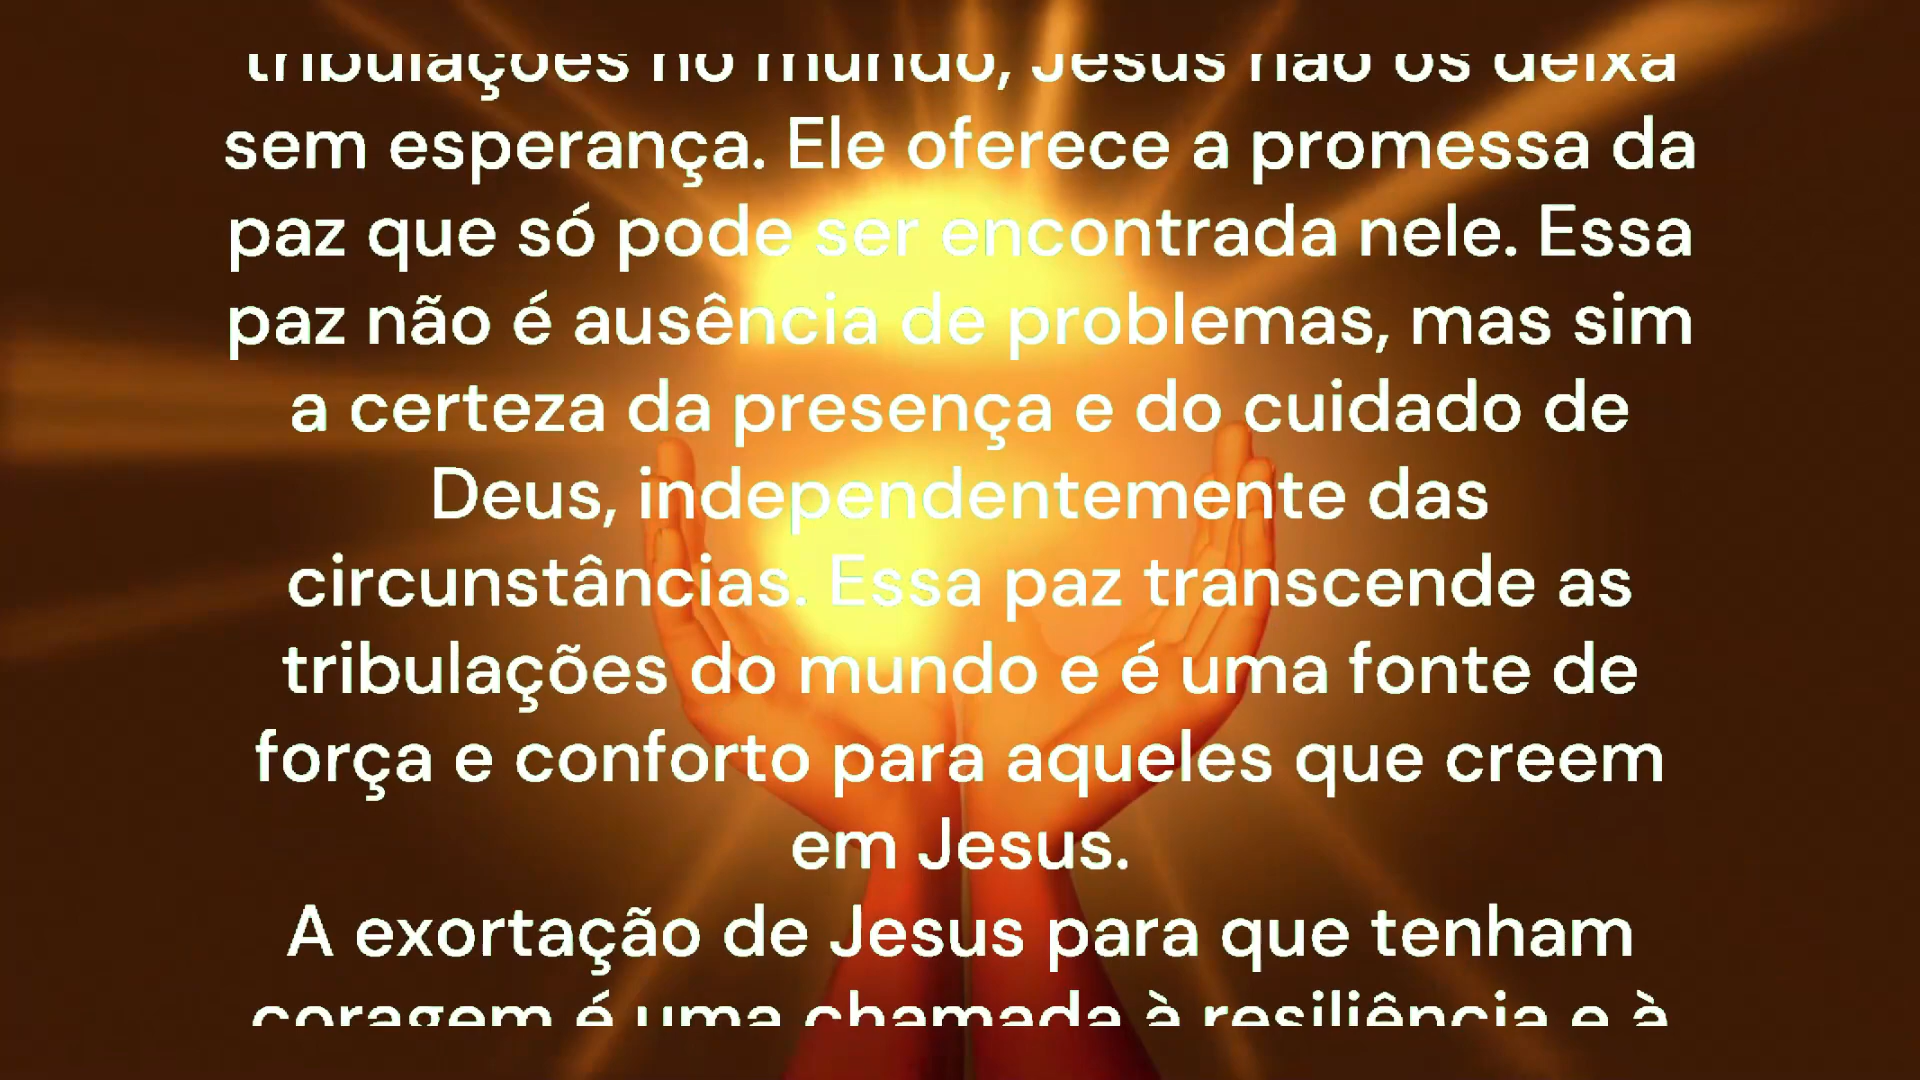 tribulações no mundo, Jesus não os deixa
sem esperança. Ele oferece a promessa da
paz que só pode ser encontrada nele. Essa
paz não é ausência de problemas, mas sim
a certeza da presença e do cuidado de
Deus, independentemente das
circunstâncias. Essa paz transcende as
tribulações do mundo e é uma fonte de
força e conforto para aqueles que creem
em Jesus.
A exortação de Jesus para que tenham
coragem é uma chamada à resiliência e à